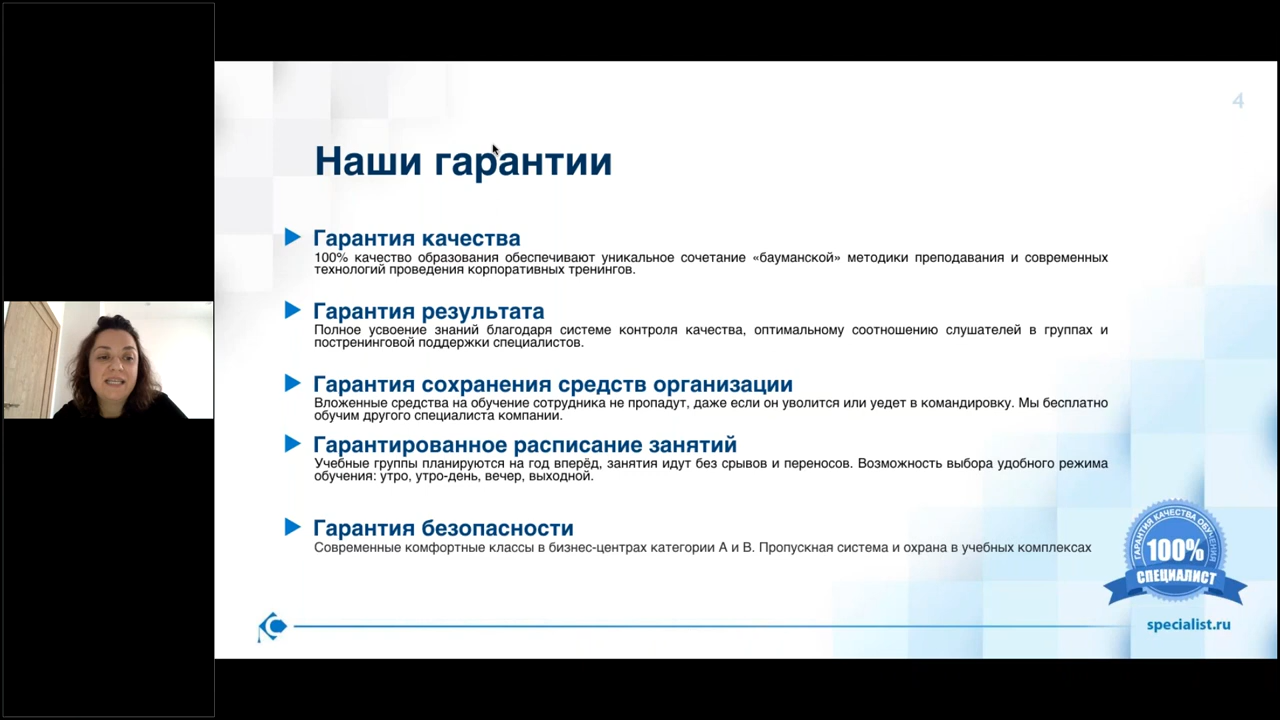 4
Наши гарантии
Гарантия качества
100% качество образования обеспечивают уникальное сочетание «бауманской» методики преподавания и современных
технологий проведения корпоративных тренингов.
Гарантия результата
Полное усвоение знаний благодаря системе контроля качества, оптимальному соотношению слушателей в группах и
постренинговой поддержки специалистов.
Гарантия сохранения средств организации
Вложенные средства на обучение сотрудника не пропадут, даже если он уволится или уедет в командировку. Мы бесплатно
обучим другого специалиста компании.
Гарантированное расписание занятий
Учебные группы планируются на год вперёд, занятия идут без срывов и переносов. Возможность выбора удобного режима
обучения: утро, утро-день, вечер, выходной.
Гарантия безопасности
Современные комфортные классы в бизнес-центрах категории А и В. Пропускная система и охрана в учебных комплексах
ГАРАНТИЯ КАЧЕСТВА ОБУЧЕНИЯ
100%
СПЕЦИАЛИСТ
specialist.ru